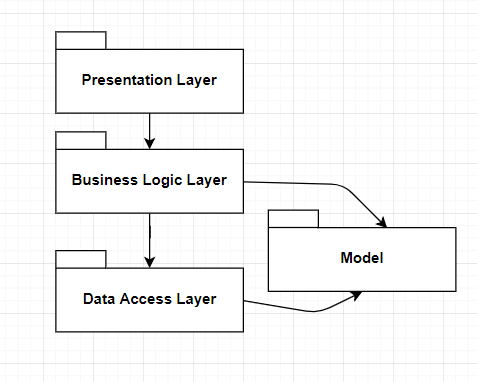 Presentation Layer
Business Logic Layer
Model
Data Access Layer